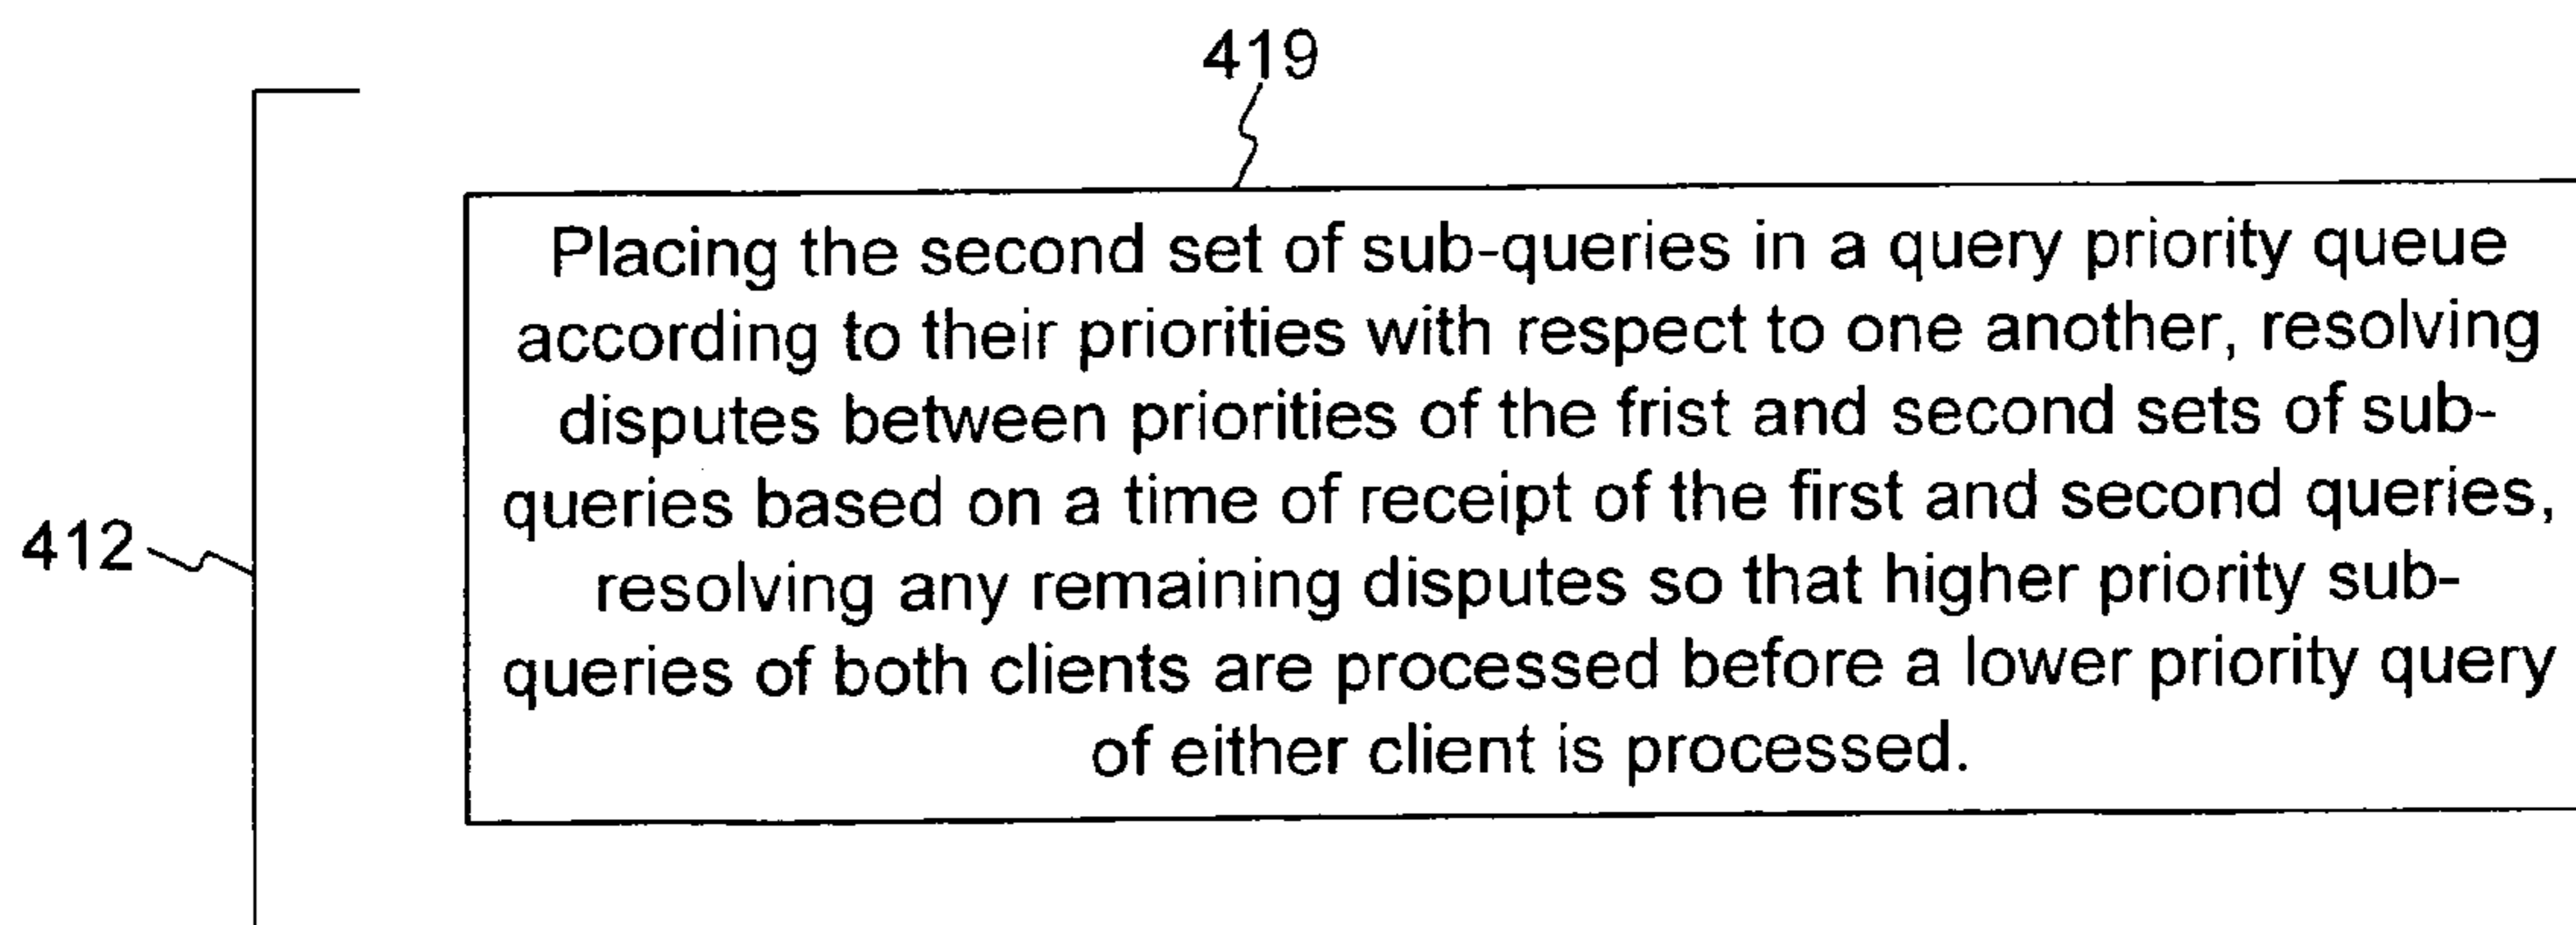 419
Placing the second set of sub-queries in a query priority queue
according to their priorities with respect to one another, resolving
disputes between priorities of the frist and second sets of sub-
queries based on a time of receipt of the first and second queries,
412
resolving any remaining disputes so that higher priority sub-
queries of both clients are processed before a lower priority query
of either client is processed.